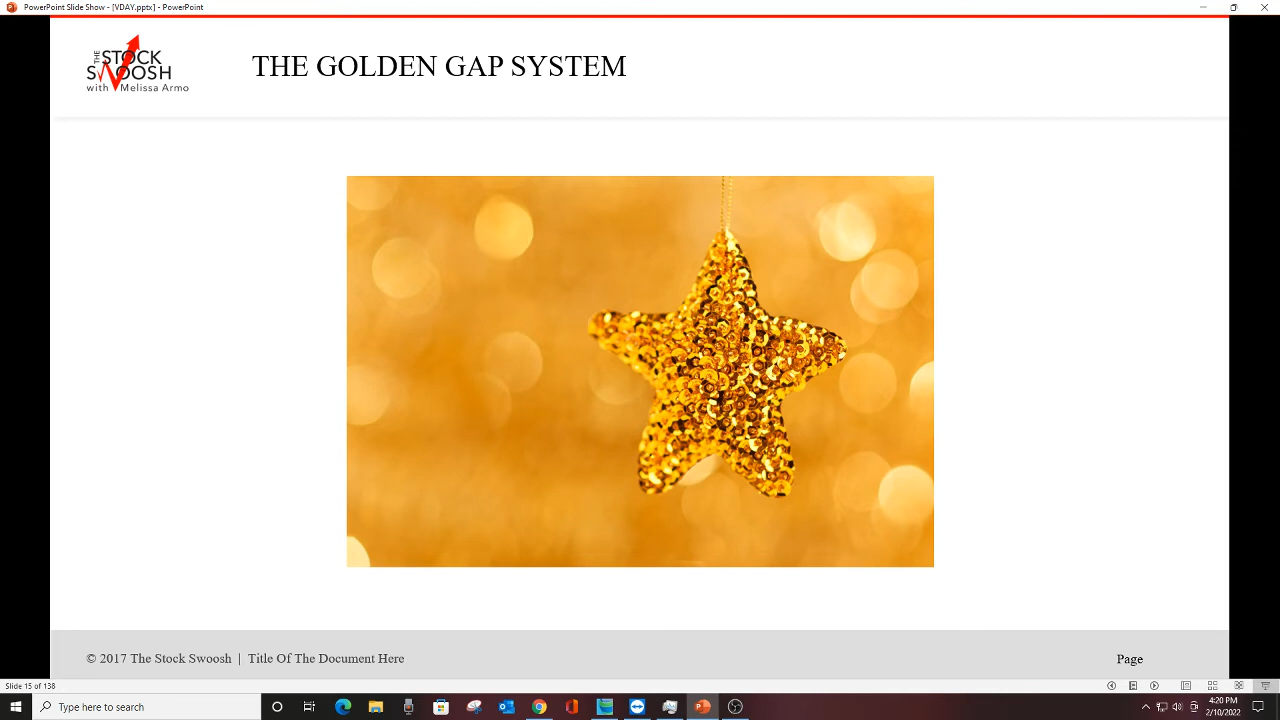 PowerPoint Slide Show - [VDAY.pptx] - PowerPoint
THE STOCK
SWOOSH
with Melissa Armo
THE GOLDEN GAP SYSTEM
© 2017 The Stock Swoosh | Title Of The Document Here
Page
Slide 15 of 138
Type here to search
4:20 PM
2/10/2022